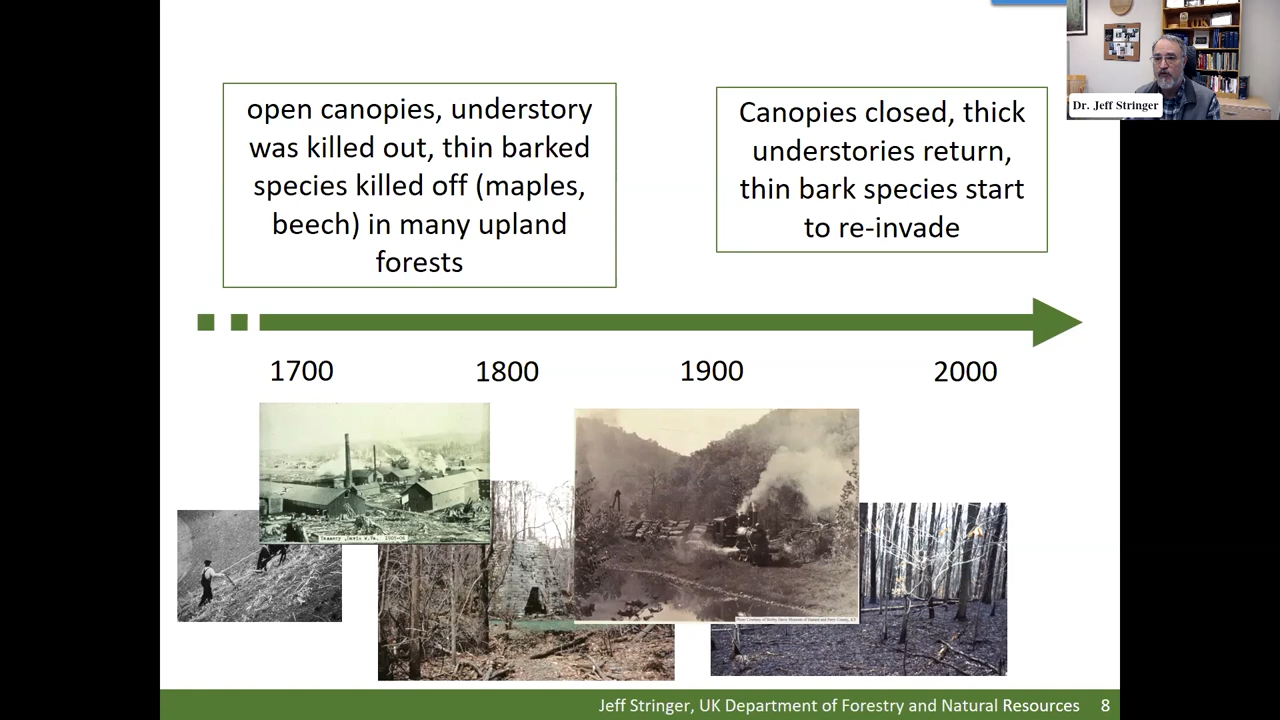 Dr. Jeff Stringer
open canopies, understory
was killed out, thin barked
species killed off (maples,
beech) in many upland
forests
Canopies closed, thick
understories return,
thin bark species start
to re-invade
1700
1800
1900
2000
Jeff Stringer, UK Department of Forestry and Natural Resources 8